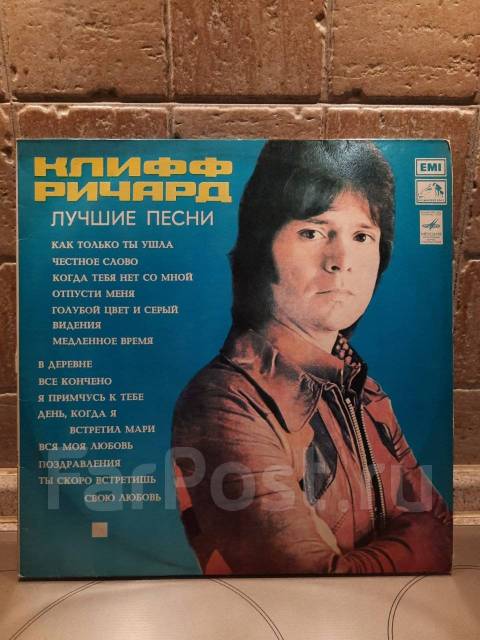 КЛИФФ
РИЧАРД
ЛУЧШИЕ ПЕСНИ
EMI
КАК ТОЛЬКО ТЫ УШЛА
ЧЕСТНОЕ СЛОВО
КОГДА ТЕБЯ НЕТ СО МНОЙ
ОТПУСТИ МЕНЯ
ГОЛУБОЙ ЦВЕТ И СЕРЫЙ
ВИДЕНИЯ
МЕДЛЕННОЕ ВРЕМЯ
В ДЕРЕВНЕ
ВСЕ КОНЧЕНО
Я ПРИМЧУСЬ К ТЕБЕ
ДЕНЬ, КОГДА Я
ВСТРЕТИЛ МАРИ
ВСЯ МОЯ ЛЮБОВЬ
ПОЗДРАВЛЕНИЯ
ТЫ СКОРО ВСТРЕТИШЬ
СВОЮ ЛЮБОВЬ
FarPost.ru